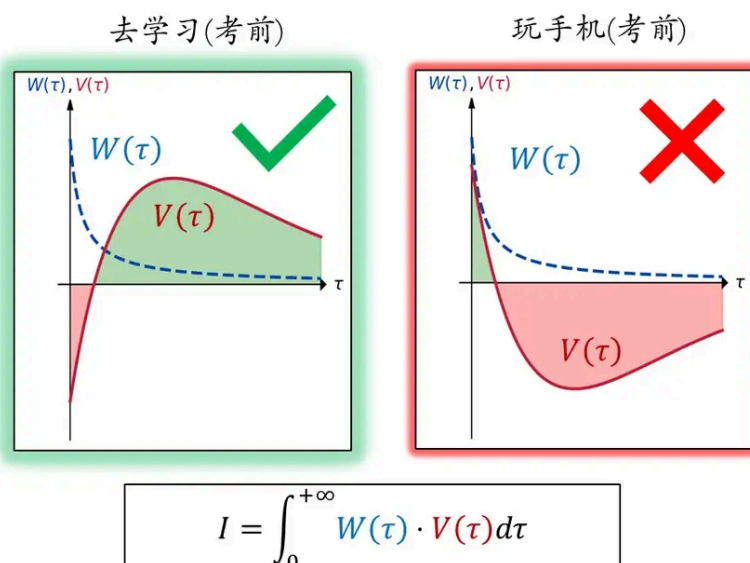 去学习(考前)
玩手机(考前)
W(τ),V(τ)
W(τ)
V(τ)
τ
W(τ),V(τ)
W(τ)
V(τ)
τ
I = ∫₀⁺∞ W(τ) · V(τ)dτ